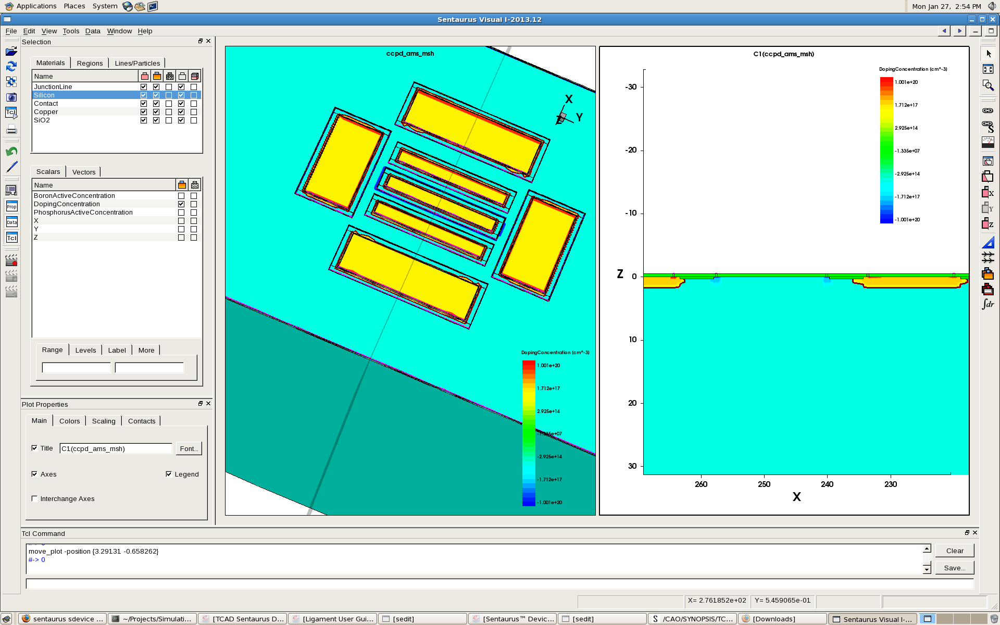 Applications Places System
Mon Jan 27, 2:54 PM
Sentaurus Visual I-2013.12
File Edit View Tools Data Window Help
Selection
Materials Regions Lines/Particles
Name
JunctionLine
Silicon
Contact
Copper
SiO2
Scalars Vectors
Name
BoronActiveConcentration
DopingConcentration
PhosphorusActiveConcentration
X
Y
Z
Range Levels Label More
Plot Properties
Main Colors Scaling Contacts
Title C1(ccpd_ams_msh) Font...
Axes Legend
Interchange Axes
Tcl
Prop
Data
Tcl
ccpd_ams_msh
X
Y
Z
DopingConcentration (cm^-3)
1.001e+20
1.712e+17
2.925e+14
-1.335e+07
-2.925e+14
-1.712e+17
-1.001e+20
C1(ccpd_ams_msh)
DopingConcentration (cm^-3)
1.001e+20
1.712e+17
2.925e+14
-1.335e+07
-2.925e+14
-1.712e+17
-1.001e+20
-30
-20
-10
Z 0
10
20
30
260 250 240 230
X
S
X
Y
Z
∫dr
Tcl Command
move_plot -position {3.29131 -0.658262}
#-> 0
Clear
Save...
X= 2.761852e+02 Y= 5.459065e-01
sentaurus sdevice ... ~/Projects/Simulati... [TCAD Sentaurus D... [Ligament User Gui... [sedit] [Sentaurus™ Devic... [sedit] S /CAO/SYNOPSIS/TC... [Downloads] Sentaurus Visual I-...